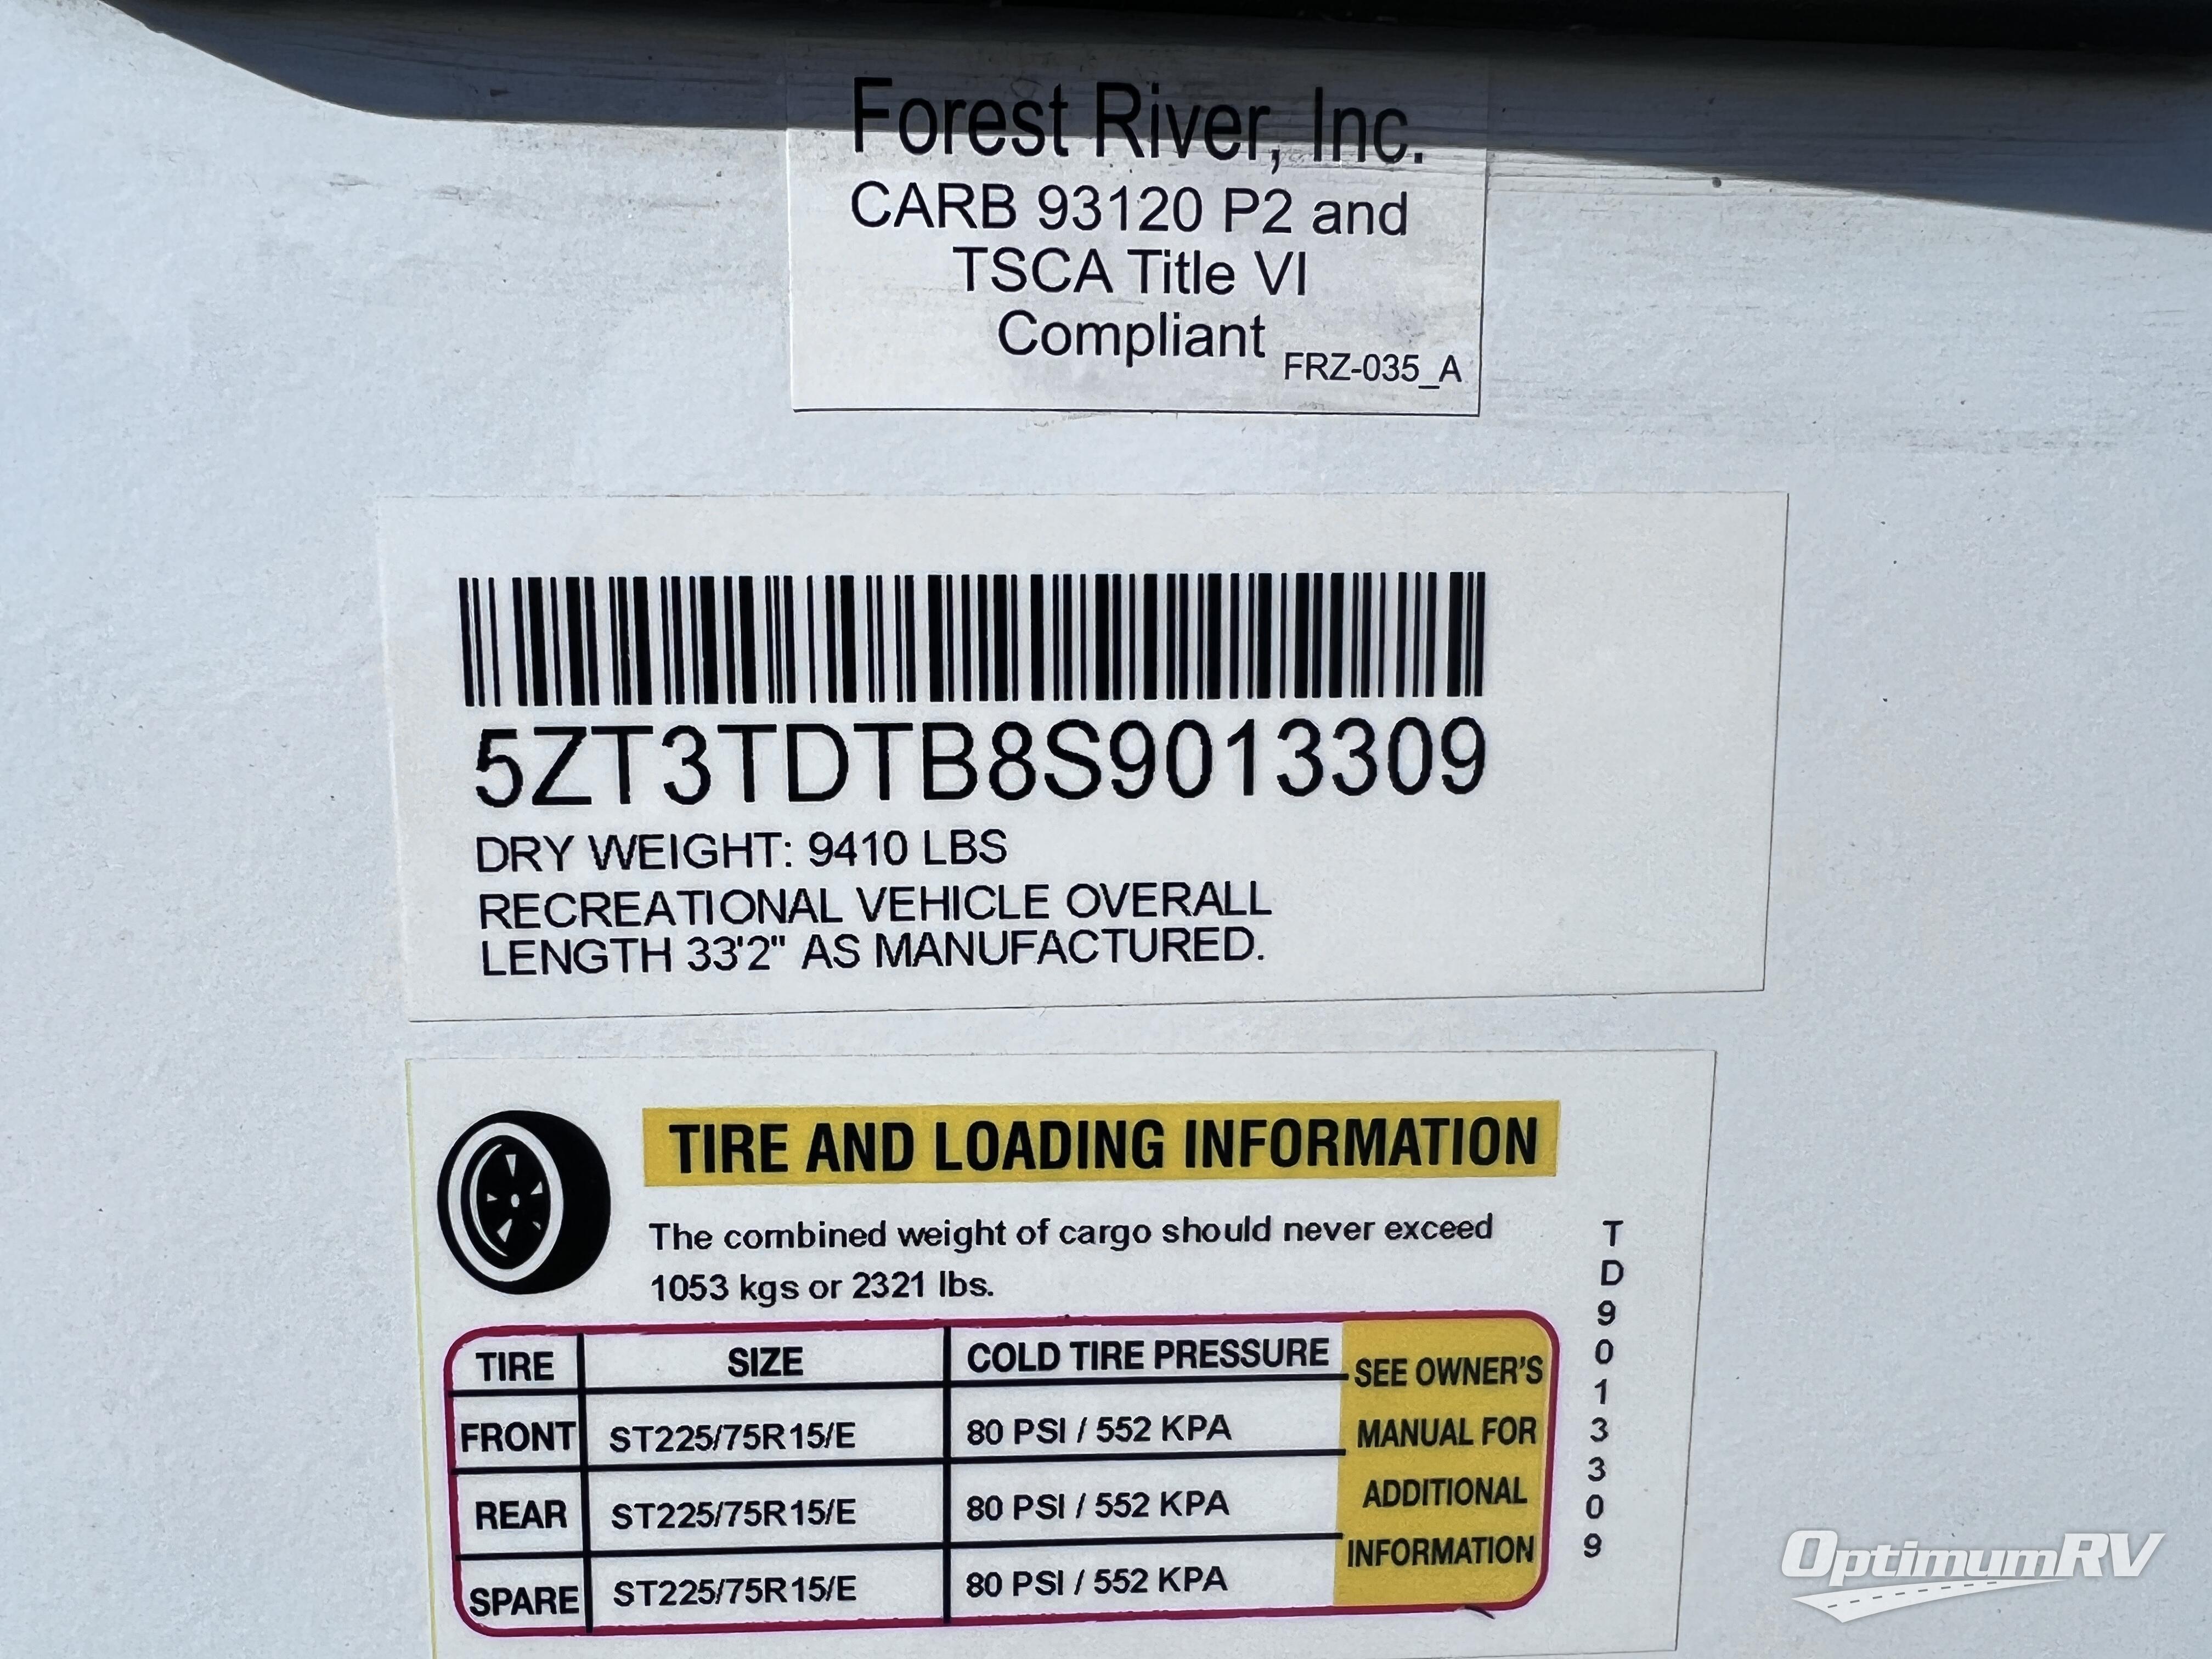 Forest River, Inc.
CARB 93120 P2 and
TSCA Title VI
Compliant FRZ-035_A
5ZT3TDTB8S9013309
DRY WEIGHT: 9410 LBS
RECREATIONAL VEHICLE OVERALL
LENGTH 33'2" AS MANUFACTURED.
TIRE AND LOADING INFORMATION
The combined weight of cargo should never exceed
1053 kgs or 2321 lbs.
TIRE SIZE COLD TIRE PRESSURE
FRONT ST225/75R15/E 80 PSI / 552 KPA
REAR ST225/75R15/E 80 PSI / 552 KPA
SPARE ST225/75R15/E 80 PSI / 552 KPA
SEE OWNER'S
MANUAL FOR
ADDITIONAL
INFORMATION
TD9013309
OptimumRV